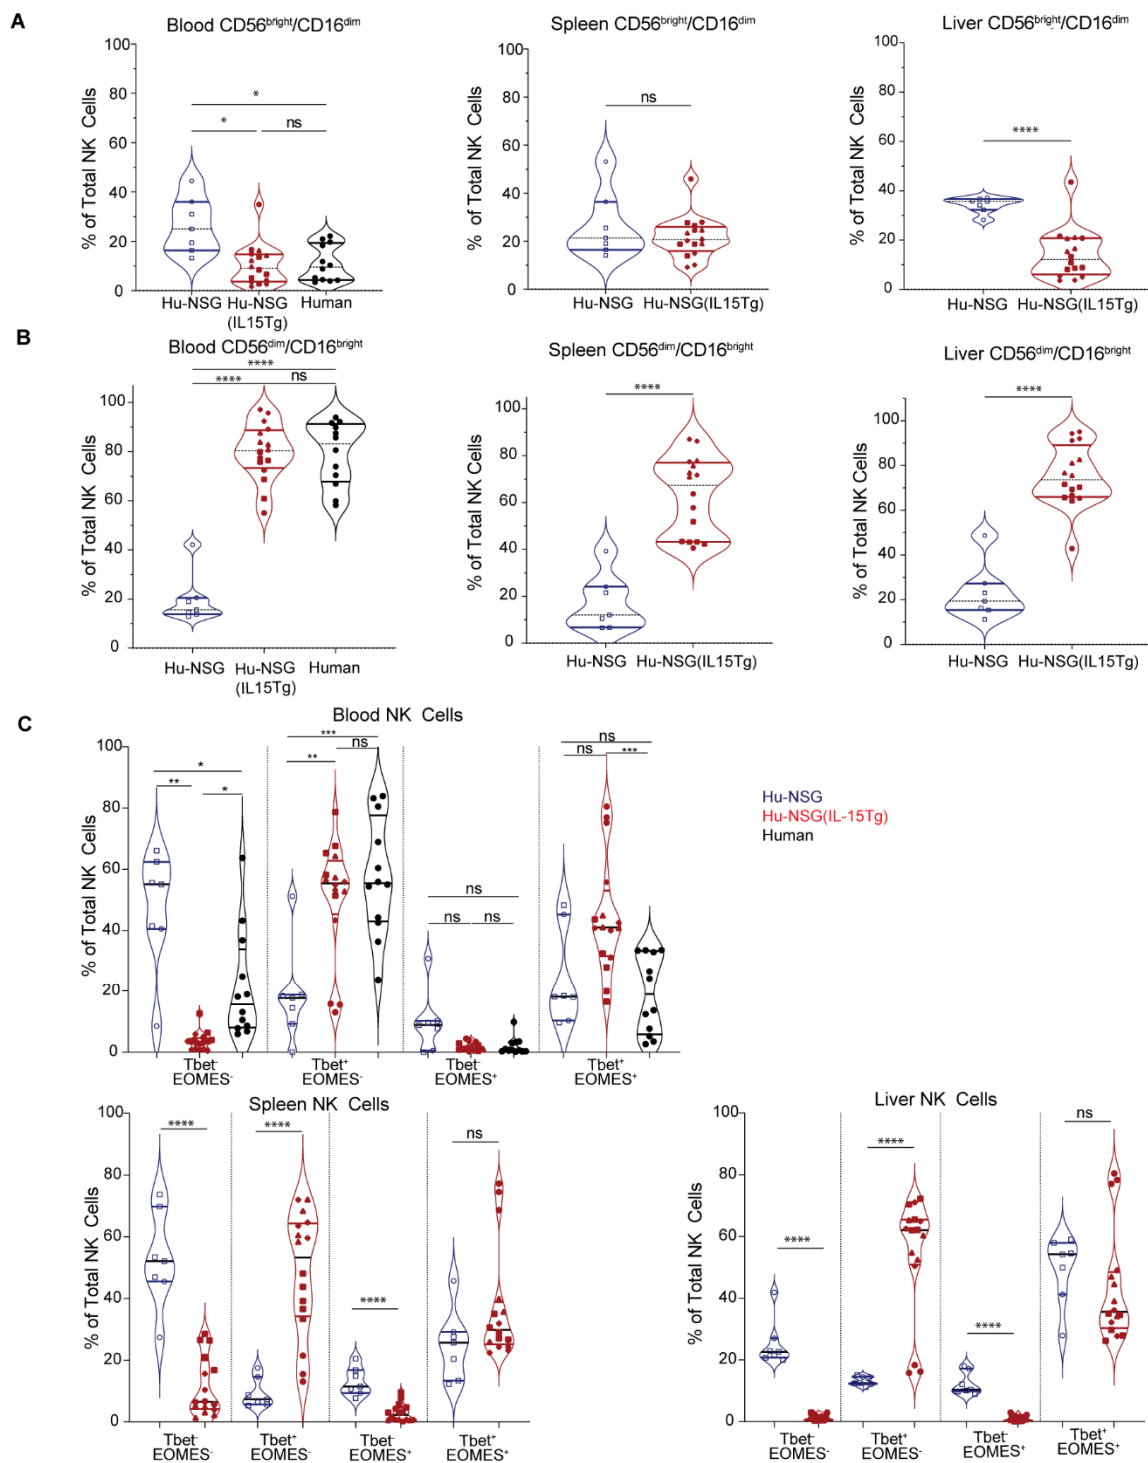 A
Blood CD56bright/CD16dim
Spleen CD56bright/CD16dim
Liver CD56bright/CD16dim
% of Total NK Cells
100
80
60
40
20
0
*
*
ns
Hu-NSG
Hu-NSG
(IL15Tg)
Human
% of Total NK Cells
100
80
60
40
20
0
ns
Hu-NSG
Hu-NSG(IL15Tg)
% of Total NK Cells
100
80
60
40
20
0
****
Hu-NSG
Hu-NSG(IL15Tg)
B
Blood CD56dim/CD16bright
Spleen CD56dim/CD16bright
Liver CD56dim/CD16bright
% of Total NK Cells
100
80
60
40
20
0
****
****
ns
Hu-NSG
Hu-NSG
(IL15Tg)
Human
% of Total NK Cells
100
80
60
40
20
0
****
Hu-NSG
Hu-NSG(IL15Tg)
% of Total NK Cells
100
80
60
40
20
0
****
Hu-NSG
Hu-NSG(IL15Tg)
C
Blood NK Cells
% of Total NK Cells
100
80
60
40
20
0
*
**
*
***
**
ns
ns
ns
ns
ns
ns
***
Tbet-
EOMES-
Tbet+
EOMES-
Tbet-
EOMES+
Tbet+
EOMES+
Hu-NSG
Hu-NSG(IL-15Tg)
Human
Spleen NK Cells
% of Total NK Cells
100
80
60
40
20
0
****
****
****
ns
Tbet-
EOMES-
Tbet+
EOMES-
Tbet-
EOMES+
Tbet+
EOMES+
Liver NK Cells
% of Total NK Cells
100
80
60
40
20
0
****
****
****
ns
Tbet-
EOMES-
Tbet+
EOMES-
Tbet-
EOMES+
Tbet+
EOMES+